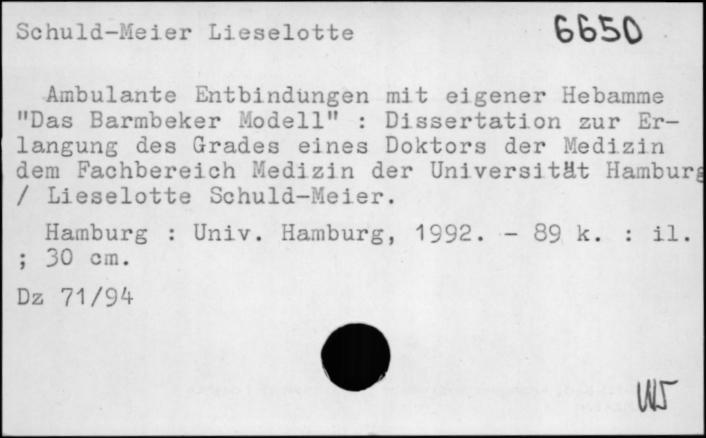 Schuld-Meier Lieselotte 6650
Ambulante Entbindungen mit eigener Hebamme
"Das Barmbeker Modell" : Dissertation zur Er-
langung des Grades eines Doktors der Medizin
dem Fachbereich Medizin der Universität Hamburg
/ Lieselotte Schuld-Meier.
Hamburg : Univ. Hamburg, 1992. - 89 k. : il.
; 30 cm.
Dz 71/94